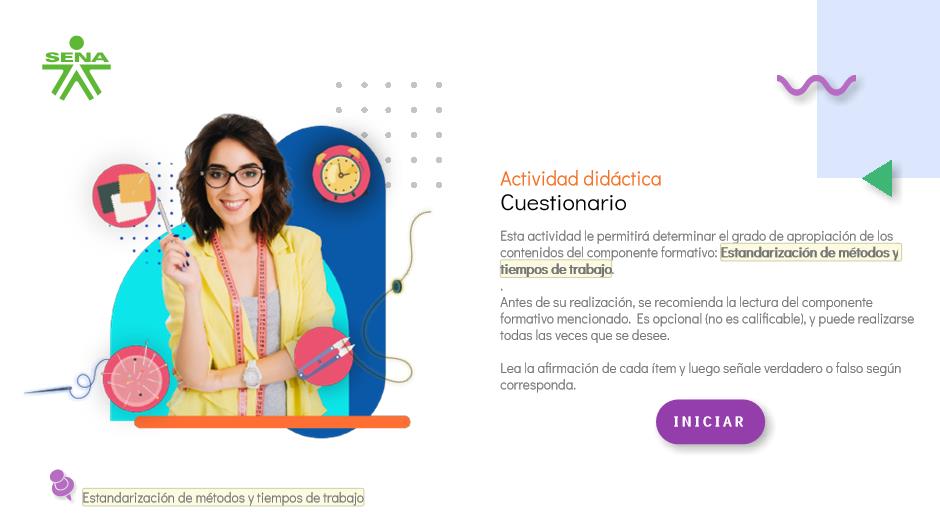 SENA
Actividad didáctica
Cuestionario
Esta actividad le permitirá determinar el grado de apropiación de los
contenidos del componente formativo: Estandarización de métodos y
tiempos de trabajo.
.
Antes de su realización, se recomienda la lectura del componente
formativo mencionado. Es opcional (no es calificable), y puede realizarse
todas las veces que se desee.
Lea la afirmación de cada ítem y luego señale verdadero o falso según
corresponda.
INICIAR
Estandarización de métodos y tiempos de trabajo